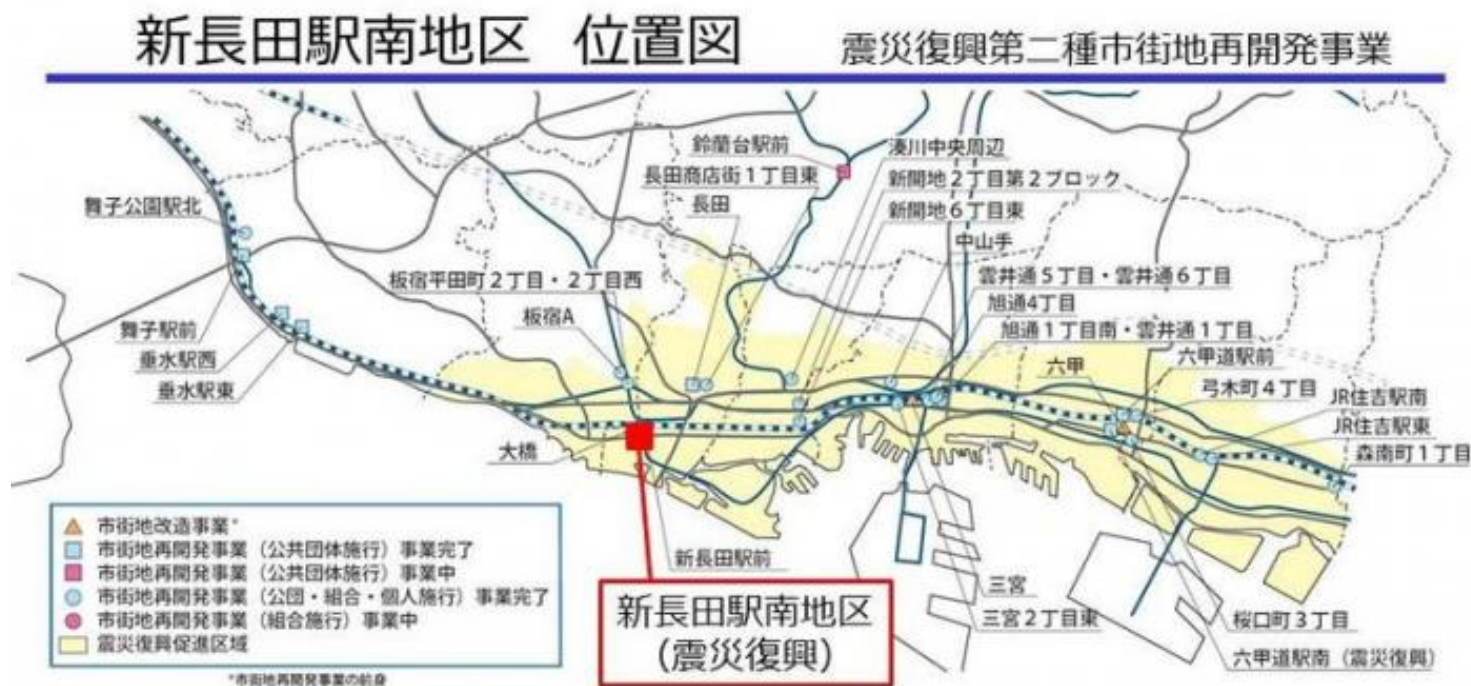 新長田駅南地区 位置図
震災復興第二種市街地再開発事業
鈴蘭台駅前
湊川中央周辺
長田商店街1丁目東
新開地2丁目第2ブロック
舞子公園駅北
長田
新開地6丁目東
中山手
板宿平田町2丁目・2丁目西
雲井通5丁目・雲井通6丁目
板宿A
旭通4丁目
舞子駅前
旭通1丁目南・雲井通1丁目
垂水駅西
六甲
六甲道駅前
垂水駅東
弓木町4丁目
JR住吉駅南
JR住吉駅東
大橋
森南町1丁目
市街地改造事業*
市街地再開発事業(公共団体施行)事業完了
市街地再開発事業(公共団体施行)事業中
市街地再開発事業(公団・組合・個人施行)事業完了
市街地再開発事業(組合施行)事業中
震災復興促進区域
*市街地再開発事業の前身
新長田駅前
新長田駅南地区
(震災復興)
三宮
三宮2丁目東
桜口町3丁目
六甲道駅南(震災復興)